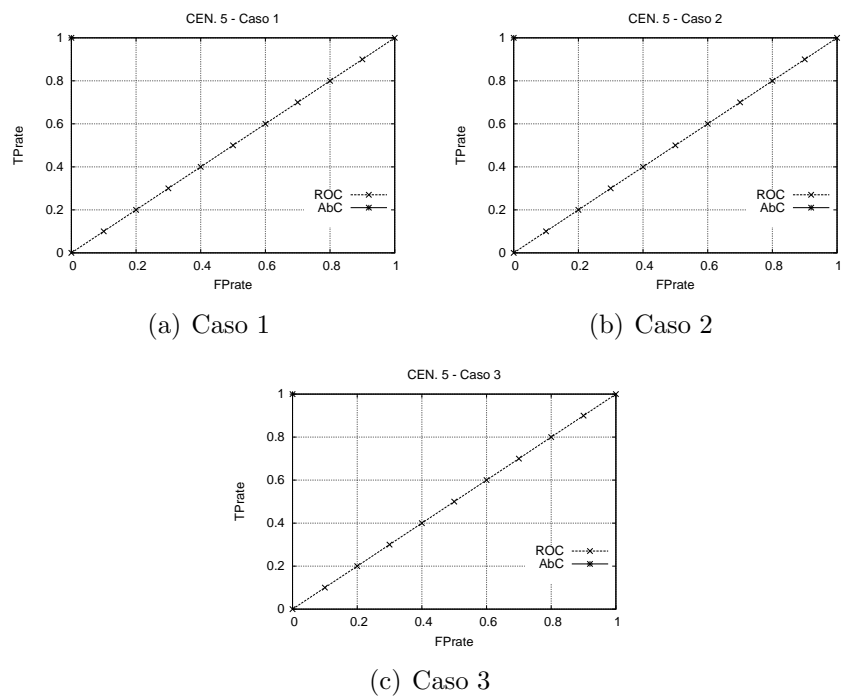 CEN. 5 - Caso 1
1
0.8
0.6
0.4
0.2
0
TPrate
ROC
AbC
0 0.2 0.4 0.6 0.8 1
FPrate
(a) Caso 1
CEN. 5 - Caso 2
1
0.8
0.6
0.4
0.2
0
TPrate
ROC
AbC
0 0.2 0.4 0.6 0.8 1
FPrate
(b) Caso 2
CEN. 5 - Caso 3
1
0.8
0.6
0.4
0.2
0
TPrate
ROC
AbC
0 0.2 0.4 0.6 0.8 1
FPrate
(c) Caso 3